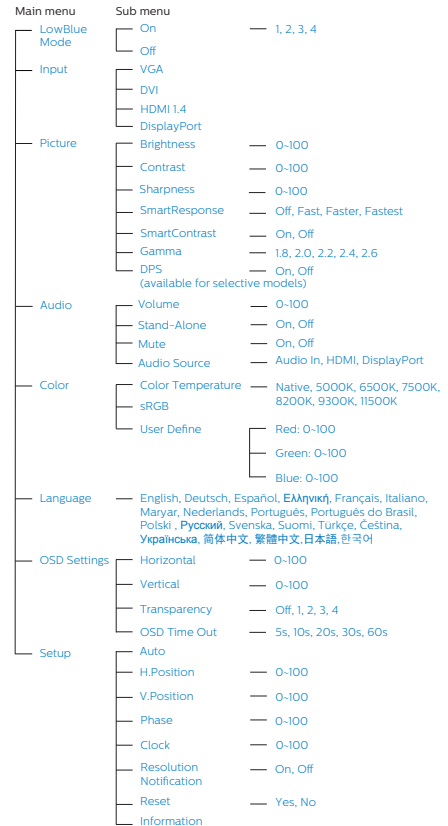 Main menu Sub menu
LowBlue Mode On 1, 2, 3, 4
Off
Input VGA
DVI
HDMI 1.4
DisplayPort
Picture Brightness 0~100
Contrast 0~100
Sharpness 0~100
SmartResponse Off, Fast, Faster, Fastest
SmartContrast On, Off
Gamma 1.8, 2.0, 2.2, 2.4, 2.6
DPS On, Off
(available for selective models)
Audio Volume 0~100
Stand-Alone On, Off
Mute On, Off
Audio Source Audio In, HDMI, DisplayPort
Color Color Temperature Native, 5000K, 6500K, 7500K,
8200K, 9300K, 11500K
sRGB
User Define Red: 0~100
Green: 0~100
Blue: 0~100
Language English, Deutsch, Español, Ελληνική, Français, Italiano,
Maryar, Nederlands, Português, Português do Brasil,
Polski , Русский, Svenska, Suomi, Türkçe, Čeština,
Українська, 简体中文, 繁體中文,日本語,한국어
OSD Settings Horizontal 0~100
Vertical 0~100
Transparency Off, 1, 2, 3, 4
OSD Time Out 5s, 10s, 20s, 30s, 60s
Setup Auto
H.Position 0~100
V.Position 0~100
Phase 0~100
Clock 0~100
Resolution Notification On, Off
Reset Yes, No
Information